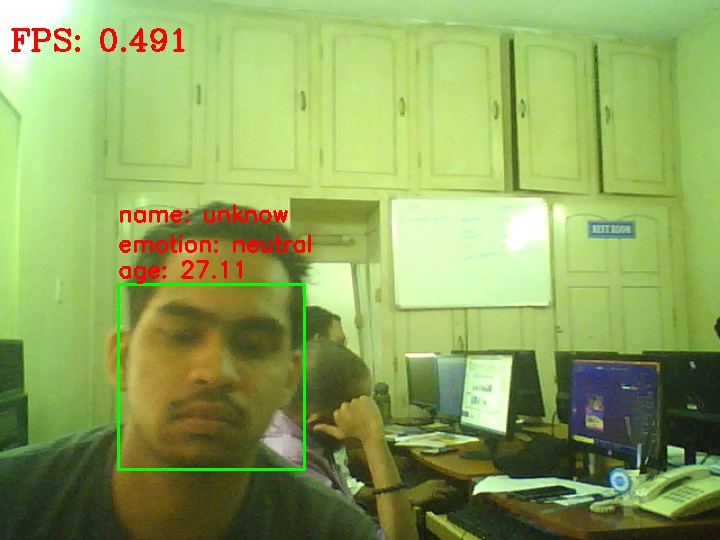 FPS: 0.491
name: unknow
emotion: neutral
age: 27.11
REST ROOM